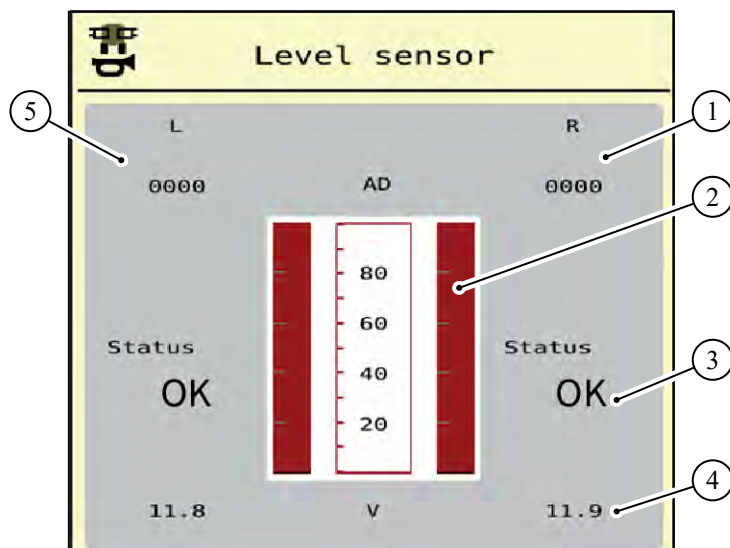 Level sensor
5
1
L
R
0000 AD 0000
2
80
60
Status Status
3
40
OK OK
20
4
11.8 V 11.9